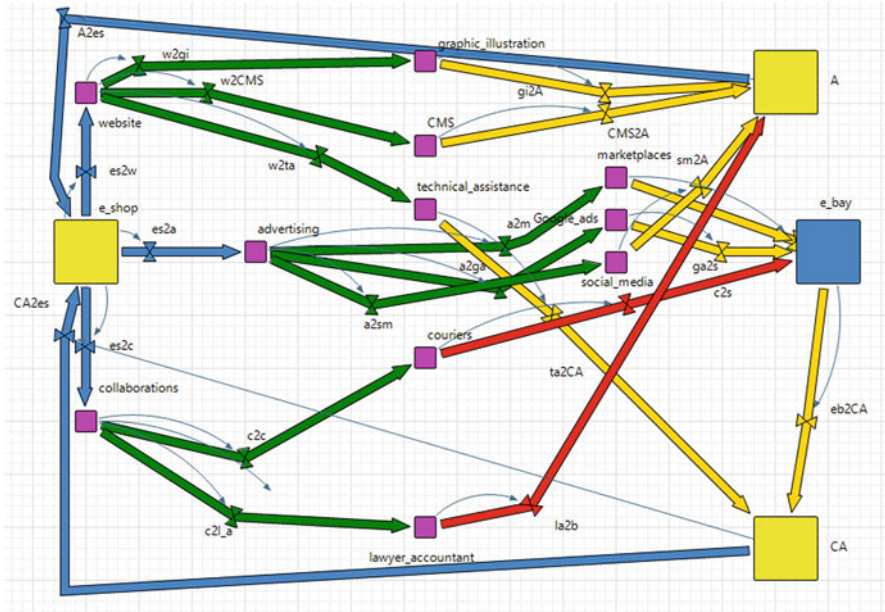 A2es
graphic_illustration
w2gi
w2CMS
gi2A
A
website
CMS
CMS2A
w2ta
marketplaces
sm2A
es2w
technical_assistance
e_shop
advertising
a2m
Google_ads
e_bay
es2a
a2ga
ga2s
social_media
c2s
CA2es
a2sm
couriers
es2c
ta2CA
collaborations
eb2CA
c2c
c2l_a
la2b
lawyer_accountant
CA